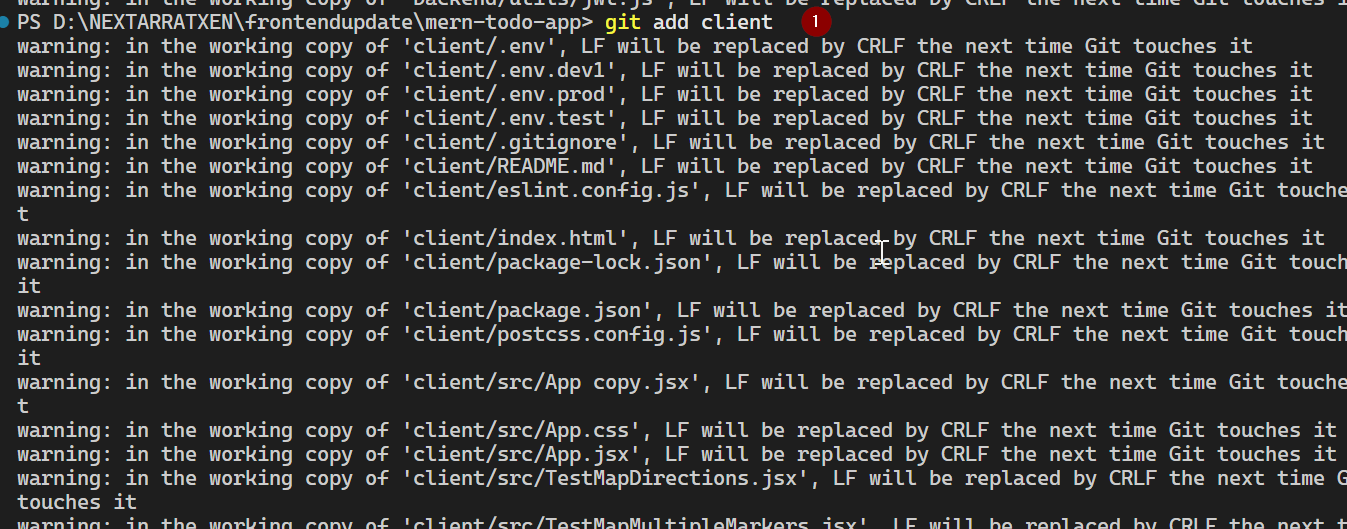 backend/utils/jwt.js', LF will be replaced by CRLF the next time Git touches it
PS D:\NEXTARRATXEN\frontendupdate\mern-todo-app> git add client 1
warning: in the working copy of 'client/.env', LF will be replaced by CRLF the next time Git touches it
warning: in the working copy of 'client/.env.dev1', LF will be replaced by CRLF the next time Git touches it
warning: in the working copy of 'client/.env.prod', LF will be replaced by CRLF the next time Git touches it
warning: in the working copy of 'client/.env.test', LF will be replaced by CRLF the next time Git touches it
warning: in the working copy of 'client/.gitignore', LF will be replaced by CRLF the next time Git touches it
warning: in the working copy of 'client/README.md', LF will be replaced by CRLF the next time Git touches it
warning: in the working copy of 'client/eslint.config.js', LF will be replaced by CRLF the next time Git touche
t
warning: in the working copy of 'client/index.html', LF will be replaced by CRLF the next time Git touches it
warning: in the working copy of 'client/package-lock.json', LF will be replaced by CRLF the next time Git touch
it
warning: in the working copy of 'client/package.json', LF will be replaced by CRLF the next time Git touches i
warning: in the working copy of 'client/postcss.config.js', LF will be replaced by CRLF the next time Git touch
it
warning: in the working copy of 'client/src/App copy.jsx', LF will be replaced by CRLF the next time Git touche
t
warning: in the working copy of 'client/src/App.css', LF will be replaced by CRLF the next time Git touches it
warning: in the working copy of 'client/src/App.jsx', LF will be replaced by CRLF the next time Git touches it
warning: in the working copy of 'client/src/TestMapDirections.jsx', LF will be replaced by CRLF the next time G
touches it
warning: in the working copy of 'client/src/TestMapMultipleMarkers.jsx', LF will be replaced by CRLF the next t